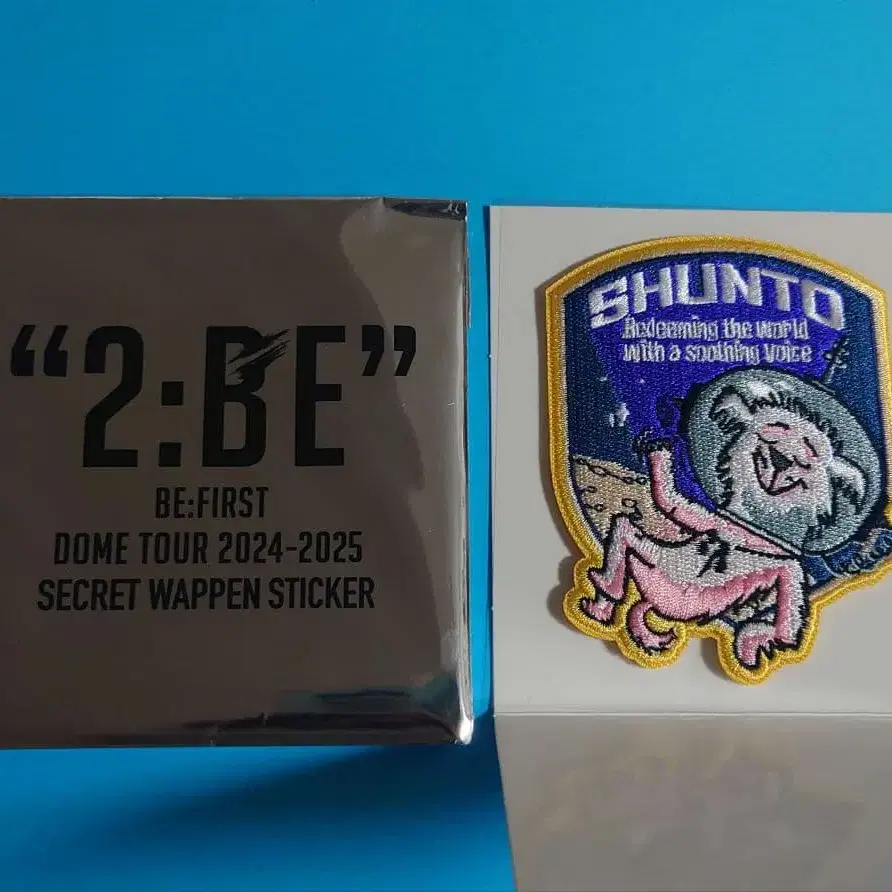 “2:BE”
BE:FIRST
DOME TOUR 2024-2025
SECRET WAPPEN STICKER
SHUNTO
Redeeming the world
with a soothing voice